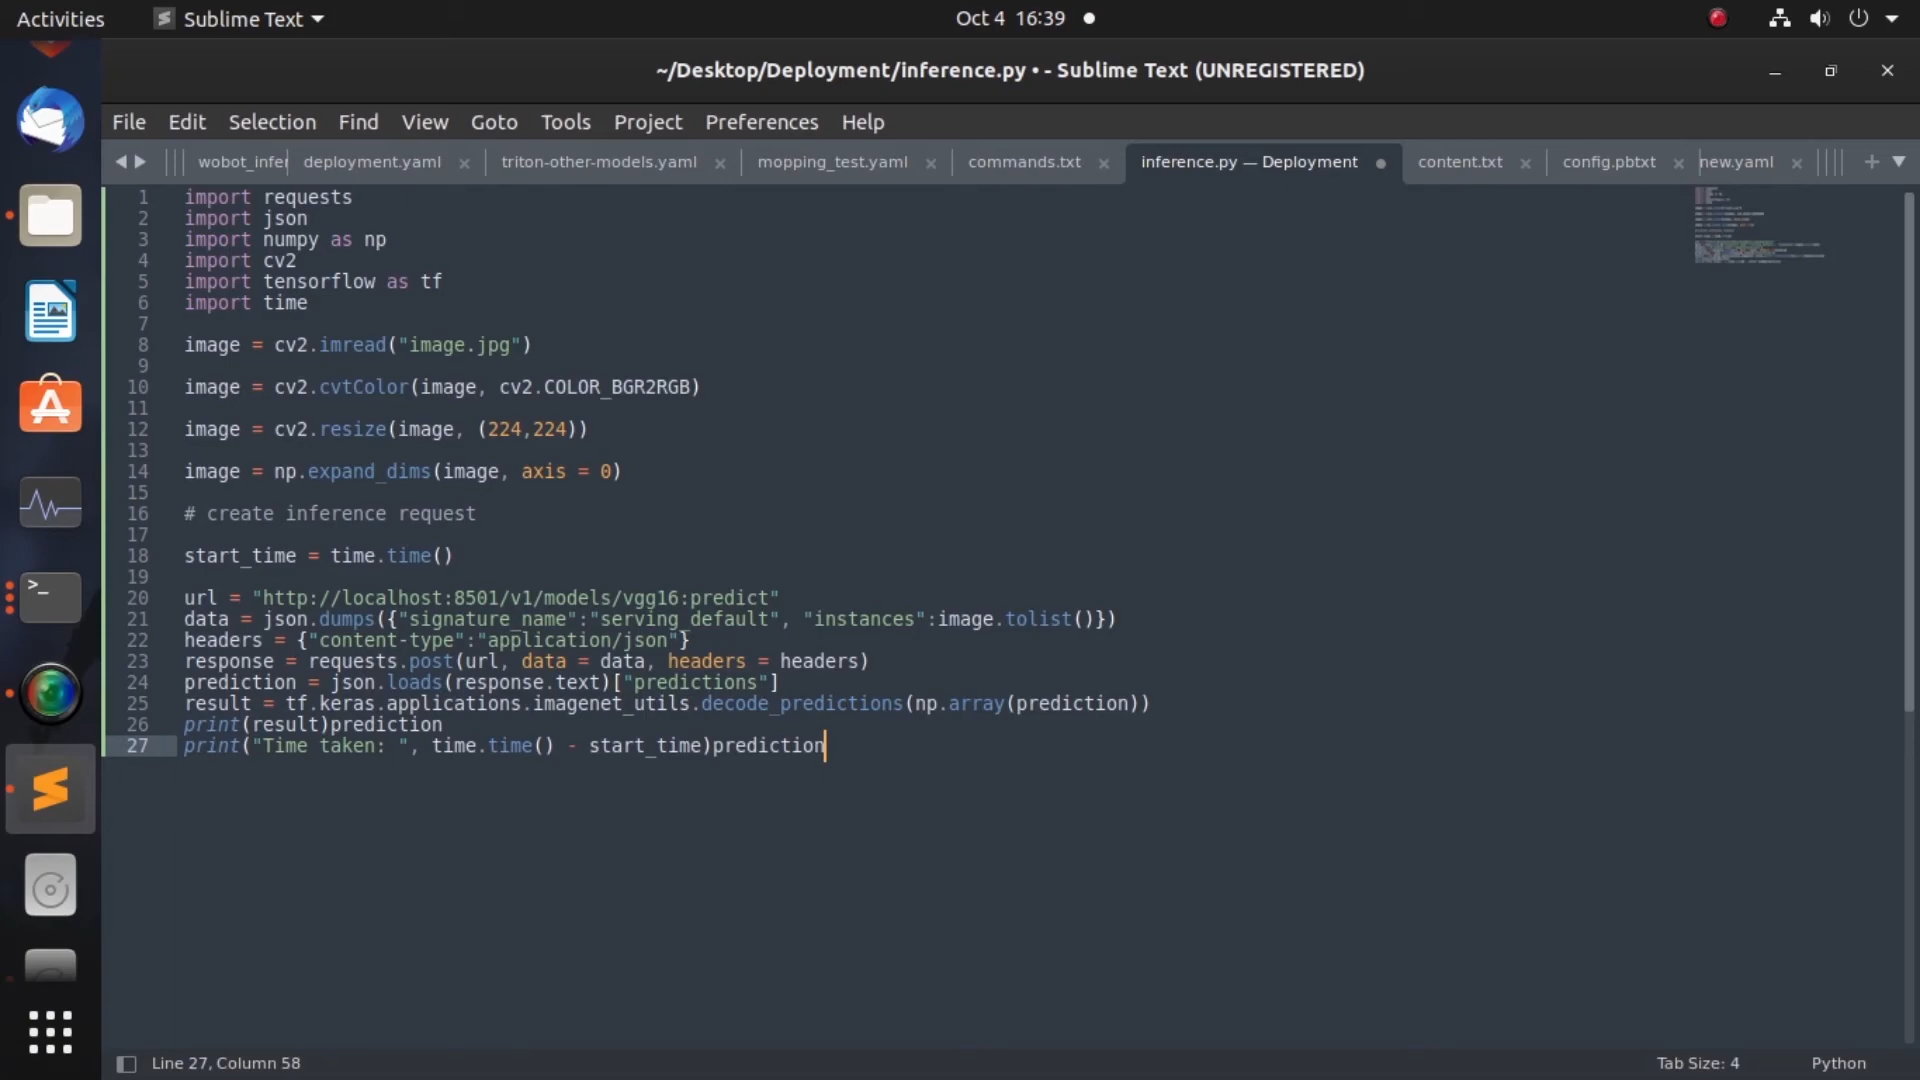 Activities Sublime Text Oct 4 16:39
~/Desktop/Deployment/inference.py • - Sublime Text (UNREGISTERED)
File Edit Selection Find View Goto Tools Project Preferences Help
wobot_infer deployment.yaml triton-other-models.yaml mopping_test.yaml commands.txt inference.py — Deployment content.txt config.pbtxt new.yaml
1 import requests
2 import json
3 import numpy as np
4 import cv2
5 import tensorflow as tf
6 import time
7
8 image = cv2.imread("image.jpg")
9
10 image = cv2.cvtColor(image, cv2.COLOR_BGR2RGB)
11
12 image = cv2.resize(image, (224,224))
13
14 image = np.expand_dims(image, axis = 0)
15
16 # create inference request
17
18 start_time = time.time()
19
20 url = "http://localhost:8501/v1/models/vgg16:predict"
21 data = json.dumps({"signature_name":"serving_default", "instances":image.tolist()})
22 headers = {"content-type":"application/json"}
23 response = requests.post(url, data = data, headers = headers)
24 prediction = json.loads(response.text)["predictions"]
25 result = tf.keras.applications.imagenet_utils.decode_predictions(np.array(prediction))
26 print(result)prediction
27 print("Time taken: ", time.time() - start_time)prediction
Line 27, Column 58 Tab Size: 4 Python